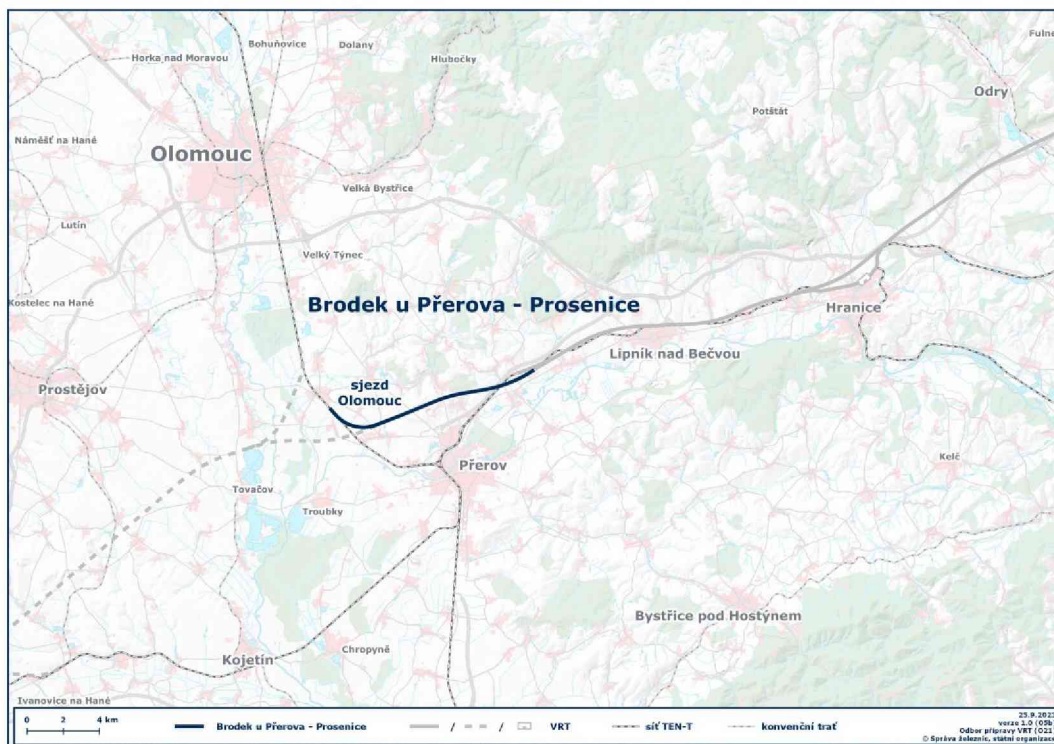 Bohuňovice
Dolany
Fulne
Horka nad Moravou
Hlubočky
Odry
Potštát
Náměšť na Hané
Olomouc
Velká Bystřice
Lutín
Velký Týnec
Kostelec na Hané
Brodek u Přerova - Prosenice
Hranice
Lipník nad Bečvou
Prostějov
sjezd
Olomouc
Kelč
Přerov
Tovačov
Troubky
Bystřice pod Hostýnem
Chropyně
Kojetín
Ivanovice na Hané
0 2 4 km
Brodek u Přerova - Prosenice
/ / VRT
síť TEN-T
konvenční trať
verze 1.0
Odbor přípravy VRT
© Správa železnic, státní organizace